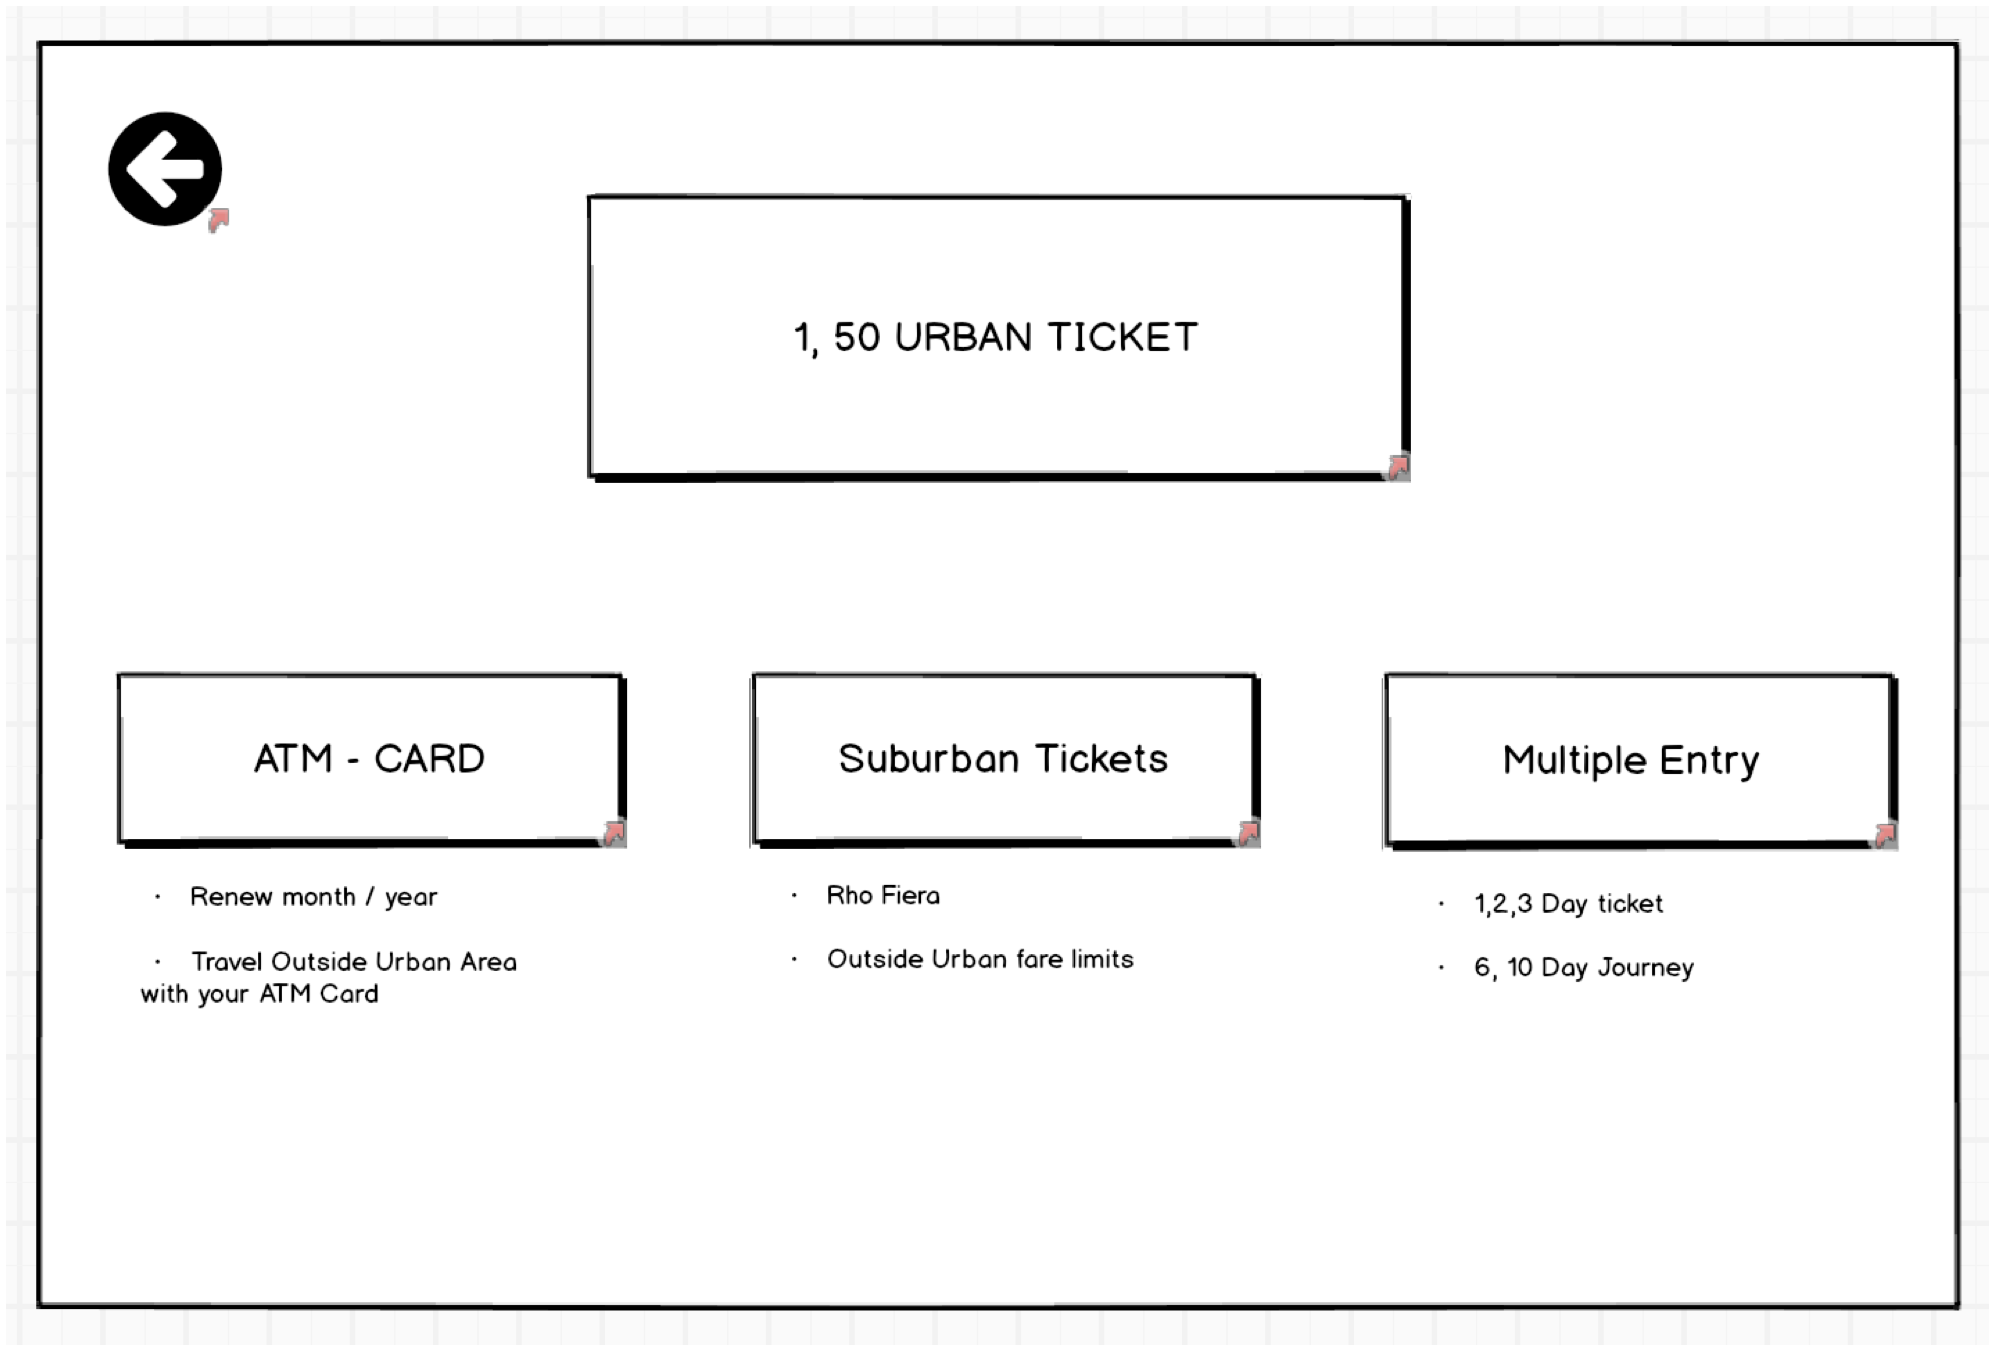 1, 50 URBAN TICKET
ATM - CARD
Suburban Tickets
Multiple Entry
· Renew month / year
· Travel Outside Urban Area
with your ATM Card
· Rho Fiera
· Outside Urban fare limits
· 1,2,3 Day ticket
· 6, 10 Day Journey